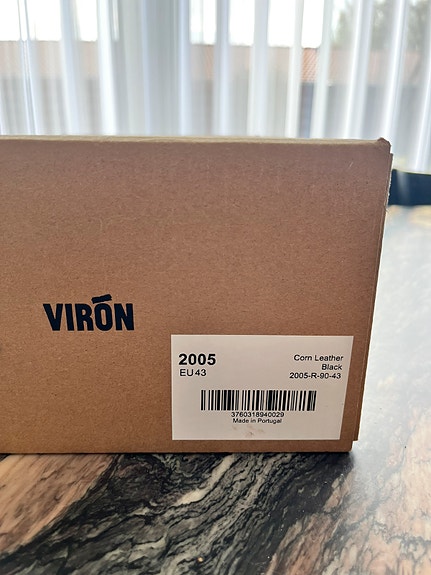 VIRÓN
2005
EU 43
Corn Leather
Black
2005-R-90-43
3760318940029
Made in Portugal